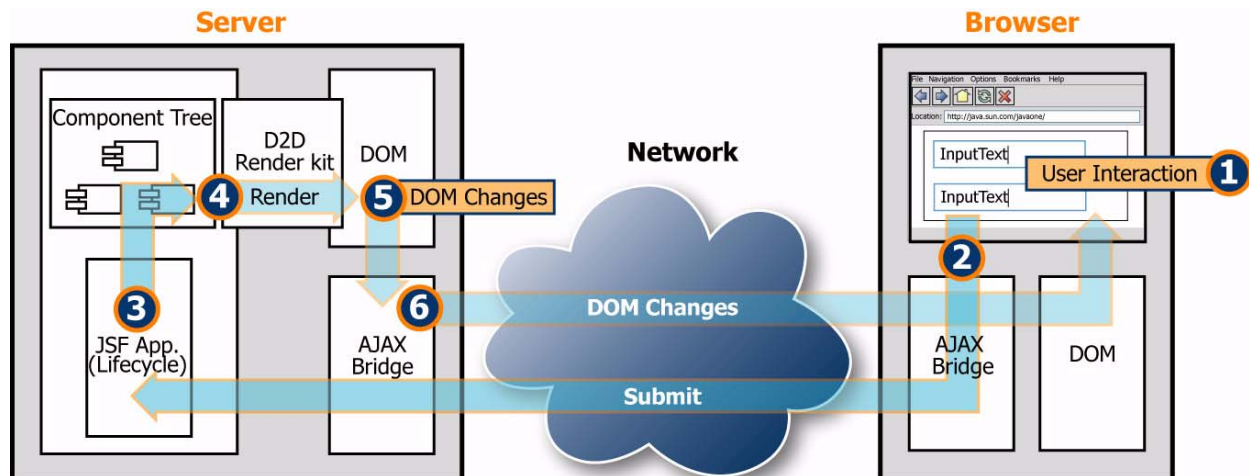 Server
Browser
Component Tree
D2D
Render kit
DOM
4
Render
5
DOM Changes
3
JSF App.
(Lifecycle)
6
AJAX
Bridge
Network
DOM Changes
Submit
File Navigation Options Bookmarks Help
Location: http://java.sun.com/javaone/
InputText
User Interaction
1
InputText
2
AJAX
Bridge
DOM